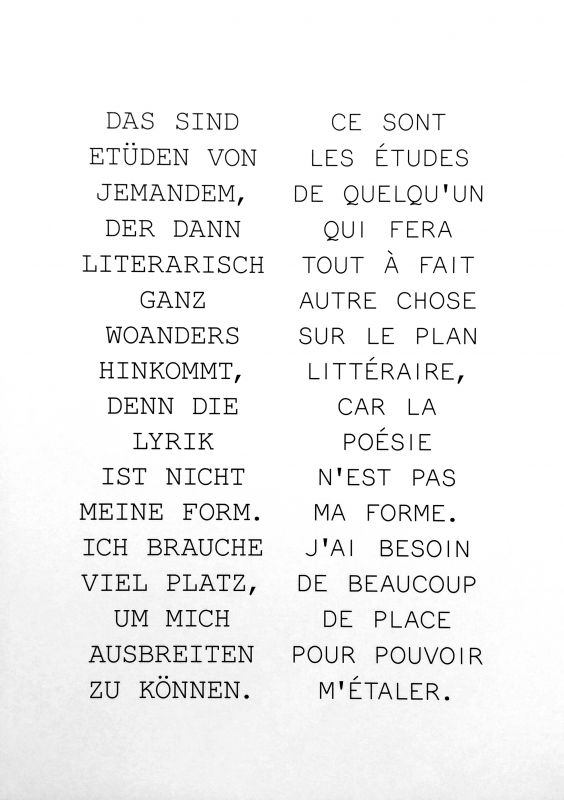 DAS SIND
ETÜDEN VON
JEMANDEM,
DER DANN
LITERARISCH
GANZ
WOANDERS
HINKOMMT,
DENN DIE
LYRIK
IST NICHT
MEINE FORM.
ICH BRAUCHE
VIEL PLATZ,
UM MICH
AUSBREITEN
ZU KÖNNEN.
CE SONT
LES ÉTUDES
DE QUELQU'UN
QUI FERA
TOUT À FAIT
AUTRE CHOSE
SUR LE PLAN
LITTÉRAIRE,
CAR LA
POÉSIE
N'EST PAS
MA FORME.
J'AI BESOIN
DE BEAUCOUP
DE PLACE
POUR POUVOIR
M'ÉTALER.